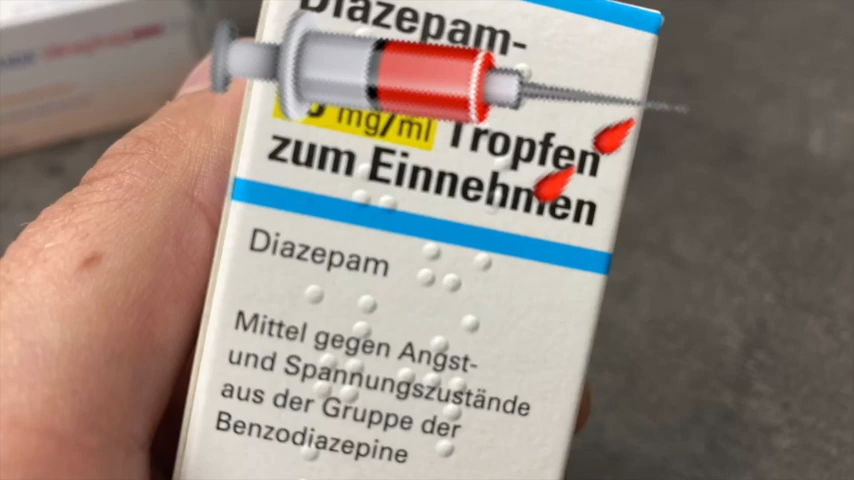 Diazepam-
mg/ml Tropfen
zum Einnehmen
Diazepam
Mittel gegen Angst-
und Spannungszustände
aus der Gruppe der
Benzodiazepine